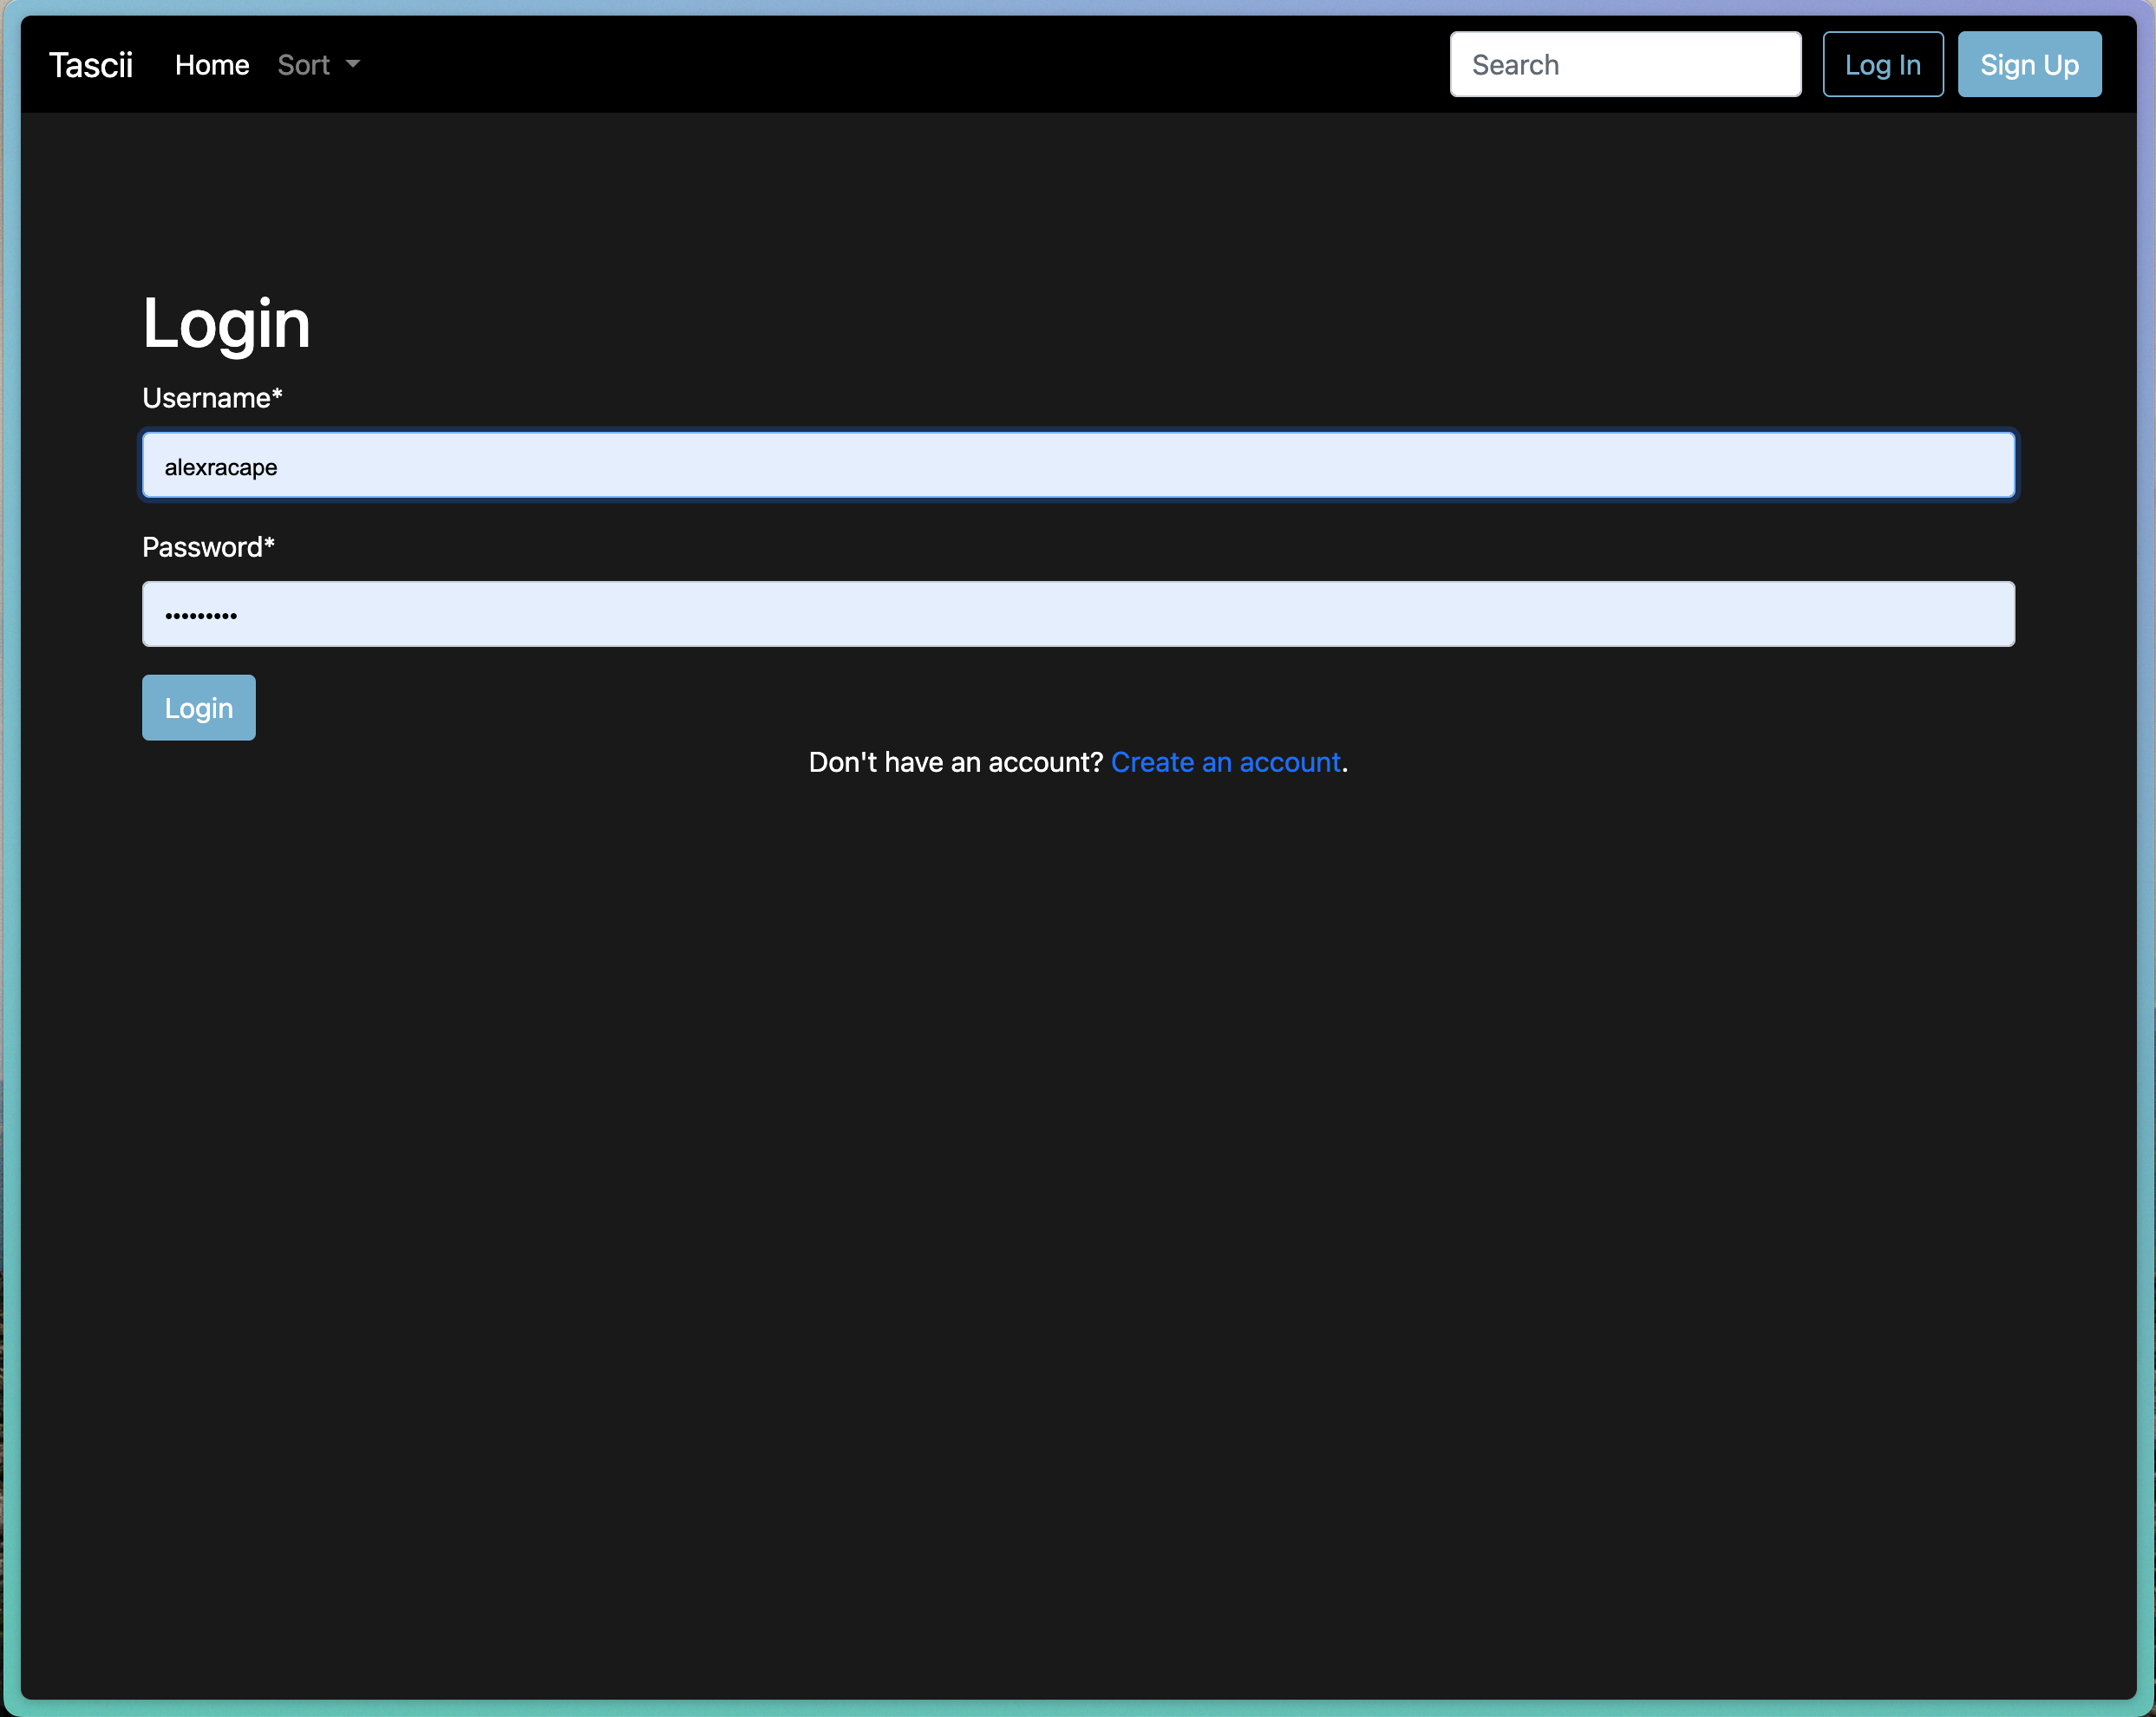 Tascii Home Sort Search Log In Sign Up
Login
Username*
alexracape
Password*
•••••••••
Login
Don't have an account? Create an account.